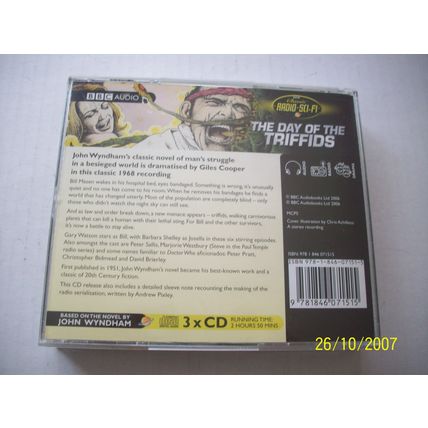 BBC AUDIO
RADIO·SCI-FI
THE DAY OF THE
TRIFFIDS
John Wyndham's classic novel of man's struggle
in a besieged world is dramatised by Giles Cooper
in this classic 1968 recording
Bill Masen wakes in his hospital bed, eyes bandaged. Something is wrong, it's unusually
quiet and no one has come to his room. When he removes his bandages he finds a
world that has changed utterly. Most of the population are completely blind – only
those who didn't watch the night sky can still see.
And as law and order break down, a new menace appears – triffids, walking carnivorous
plants that can kill a human with their lethal sting. For Bill and the other survivors,
it's now a battle to stay alive.
Gary Watson stars as Bill, with Barbara Shelley as Josella in these six stirring episodes.
Also amongst the cast are Peter Sallis, Marjorie Westbury (Steve in the Paul Temple
radio series), and some names familiar to Doctor Who aficionados: Peter Pratt,
Christopher Bidmead and David Brierley.
First published in 1951, John Wyndham's novel became his best-known work and a
classic of 20th Century fiction.
This CD release also includes a detailed sleeve note recounting the making of the
radio serialization, written by Andrew Pixley.
© BBC Audiobooks Ltd 2006
© BBC Audiobooks Ltd 2006
MCPS
Cover illustration by Chris Achilleos
A stereo recording
ISBN 978 1 846 071515
ISBN 978-1-846-07151-5
9 781846 071515
BASED ON THE NOVEL BY
JOHN WYNDHAM
3 x CD
RUNNING TIME:
2 HOURS 50 MINS
26/10/2007